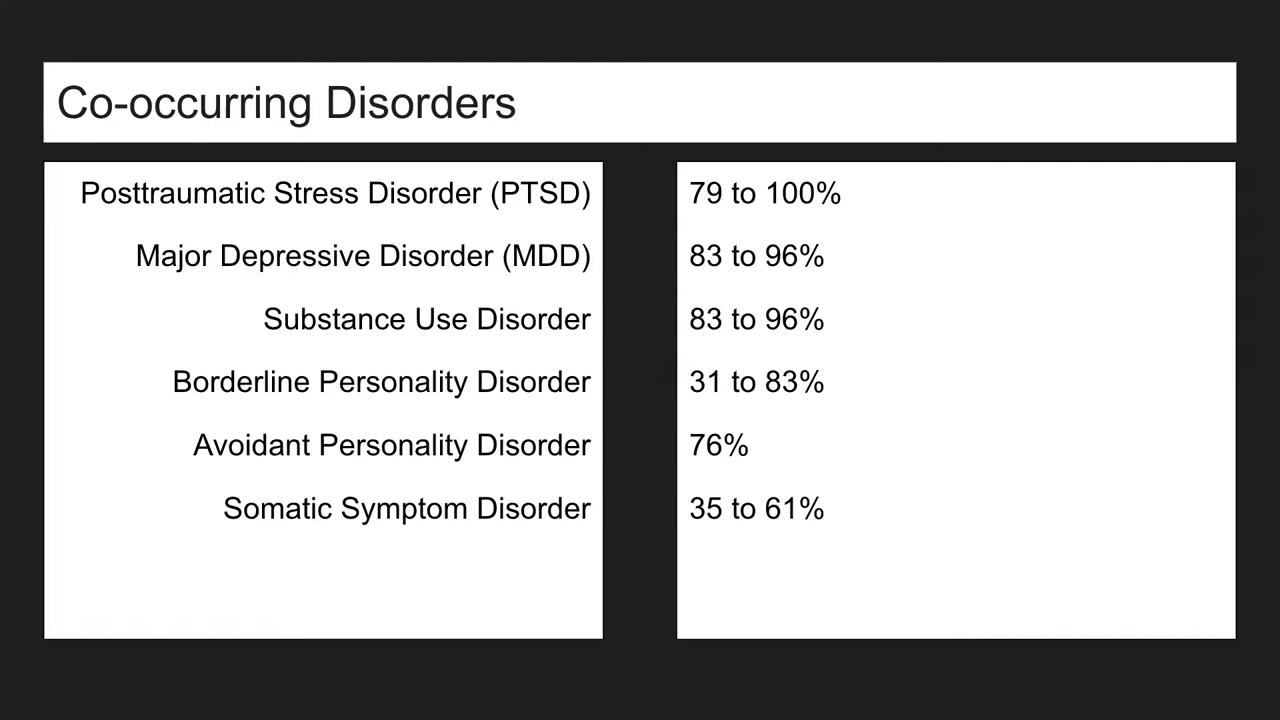 Co-occurring Disorders
Posttraumatic Stress Disorder (PTSD) 79 to 100%
Major Depressive Disorder (MDD) 83 to 96%
Substance Use Disorder 83 to 96%
Borderline Personality Disorder 31 to 83%
Avoidant Personality Disorder 76%
Somatic Symptom Disorder 35 to 61%